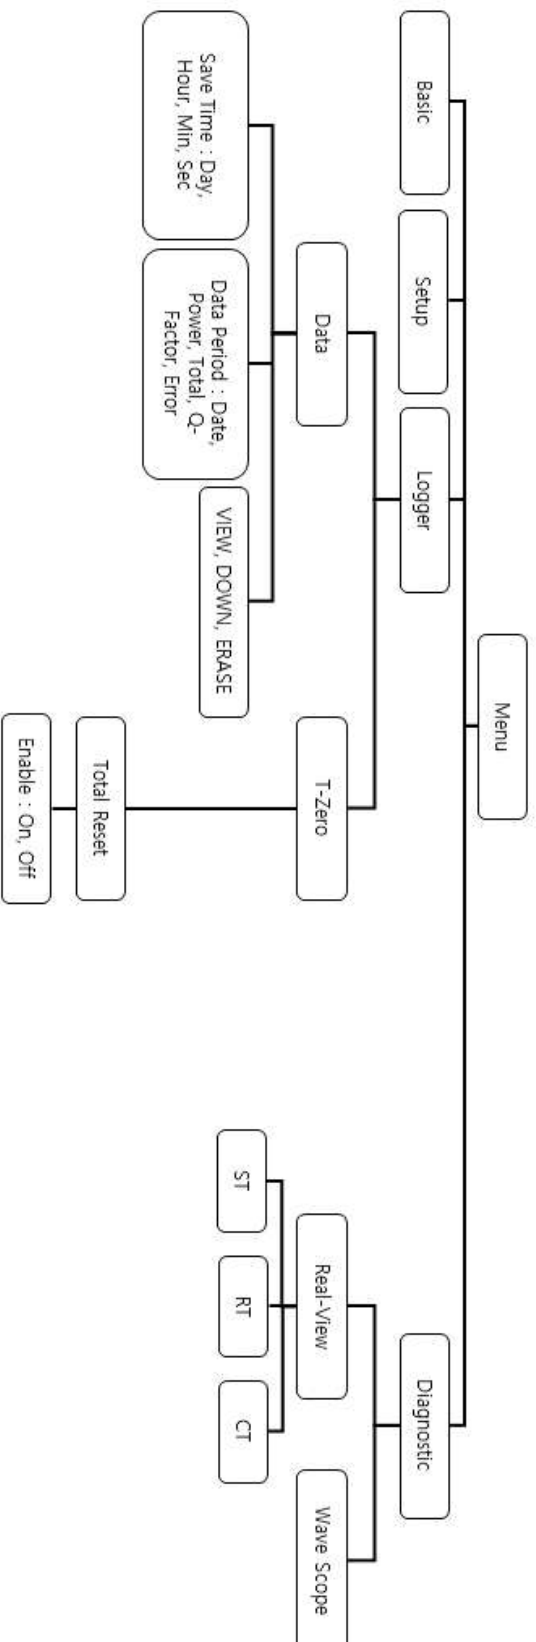 Menu
Basic
Setup
Logger
Diagnostic
Data
T-Zero
Real-View
Wave Scope
Save Time : Day,
Hour, Min, Sec
Data Period : Date,
Power, Total, Q-
Factor, Error
VIEW, DOWN, ERASE
ST
RT
CT
Total Reset
Enable : On, Off